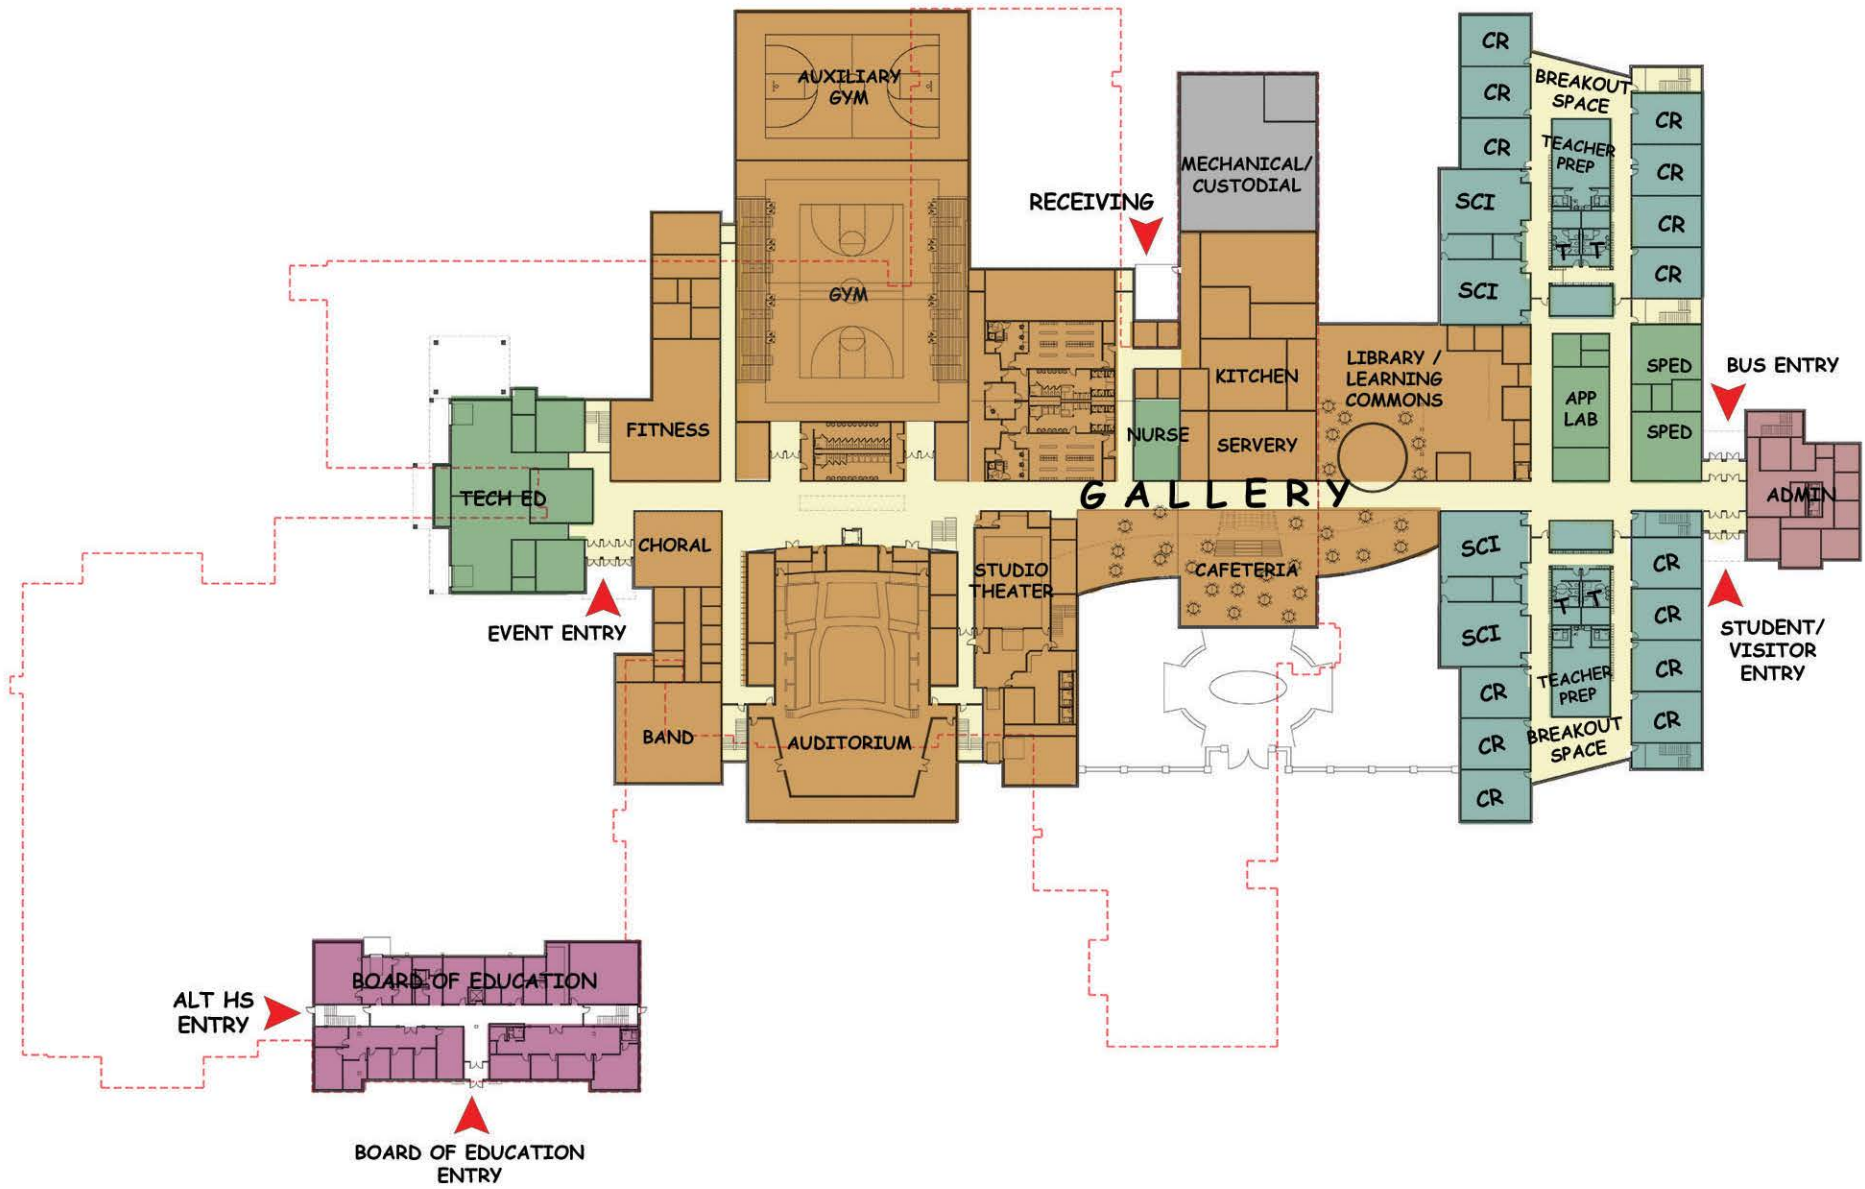 AUXILIARY
GYM
GYM
RECEIVING
MECHANICAL/
CUSTODIAL
CR
CR
CR
SCI
SCI
BREAKOUT
SPACE
TEACHER
PREP
T T
CR
CR
CR
CR
FITNESS
TECH ED
NURSE
KITCHEN
SERVERY
LIBRARY /
LEARNING
COMMONS
APP
LAB
SPED
SPED
BUS ENTRY
ADMIN
GALLERY
CHORAL
EVENT ENTRY
BAND
AUDITORIUM
STUDIO
THEATER
CAFETERIA
SCI
SCI
CR
CR
CR
T T
TEACHER
PREP
BREAKOUT
SPACE
CR
CR
CR
CR
STUDENT/
VISITOR
ENTRY
BOARD OF EDUCATION
ALT HS
ENTRY
BOARD OF EDUCATION
ENTRY